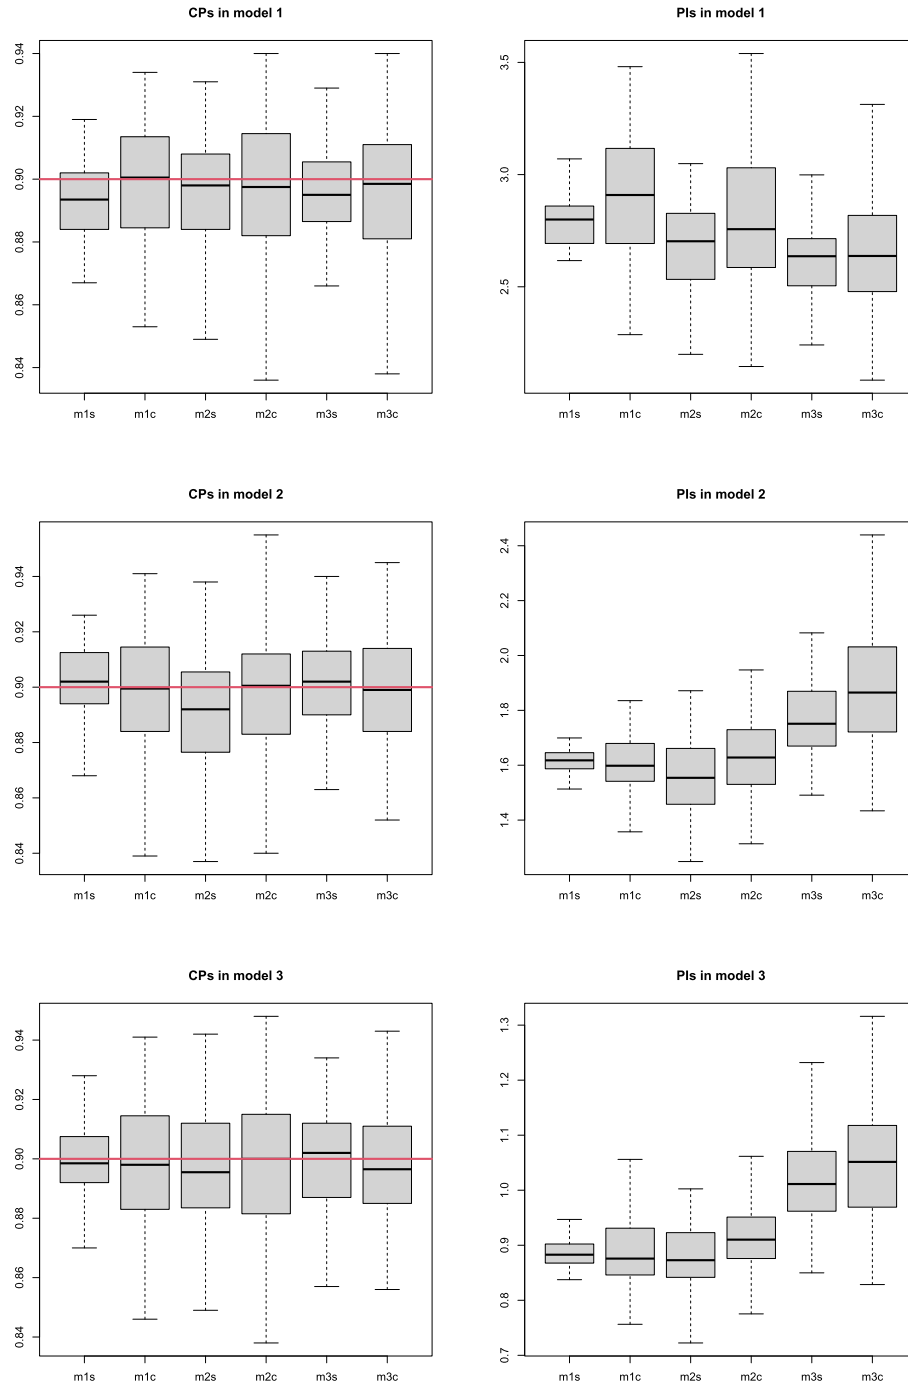 CPs in model 1
0.94
0.92
0.90
0.88
0.86
0.84
m1s m1c m2s m2c m3s m3c
PIs in model 1
3.5
3.0
2.5
m1s m1c m2s m2c m3s m3c
CPs in model 2
0.94
0.92
0.90
0.88
0.86
0.84
m1s m1c m2s m2c m3s m3c
PIs in model 2
2.4
2.2
2.0
1.8
1.6
1.4
m1s m1c m2s m2c m3s m3c
CPs in model 3
0.94
0.92
0.90
0.88
0.86
0.84
m1s m1c m2s m2c m3s m3c
PIs in model 3
1.3
1.2
1.1
1.0
0.9
0.8
0.7
m1s m1c m2s m2c m3s m3c